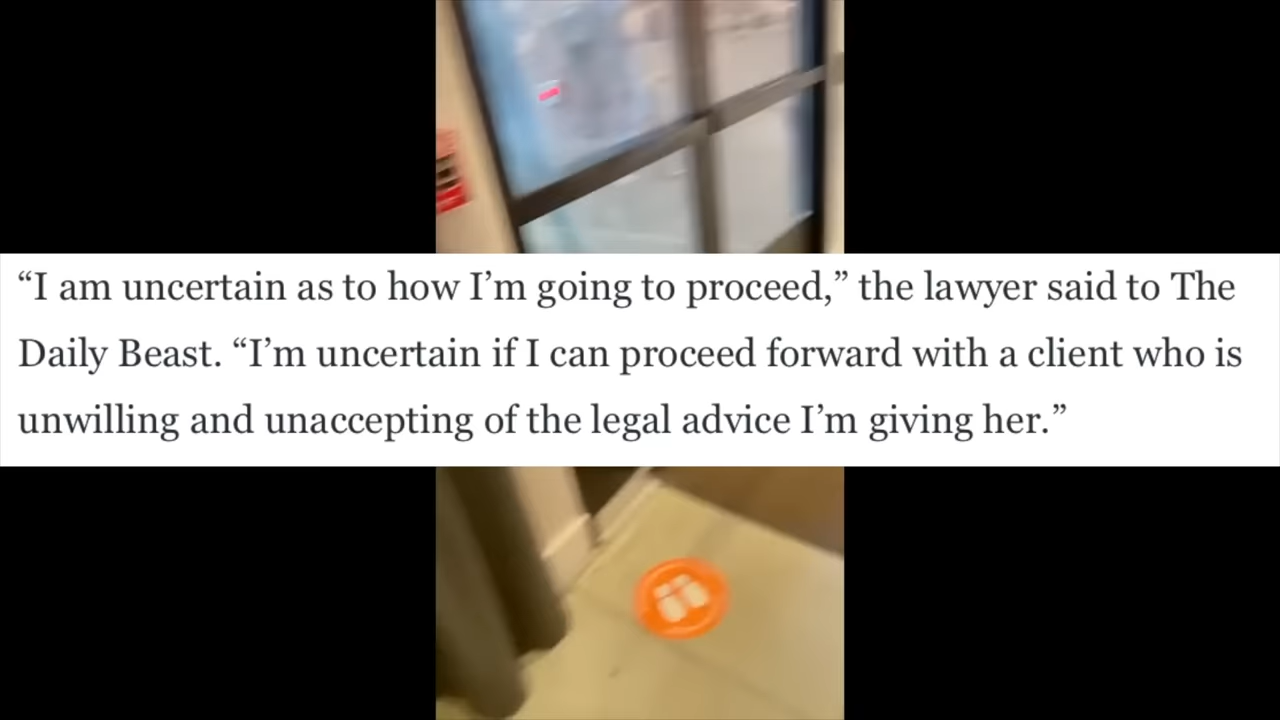 “I am uncertain as to how I’m going to proceed,” the lawyer said to The
Daily Beast. “I’m uncertain if I can proceed forward with a client who is
unwilling and unaccepting of the legal advice I’m giving her.”